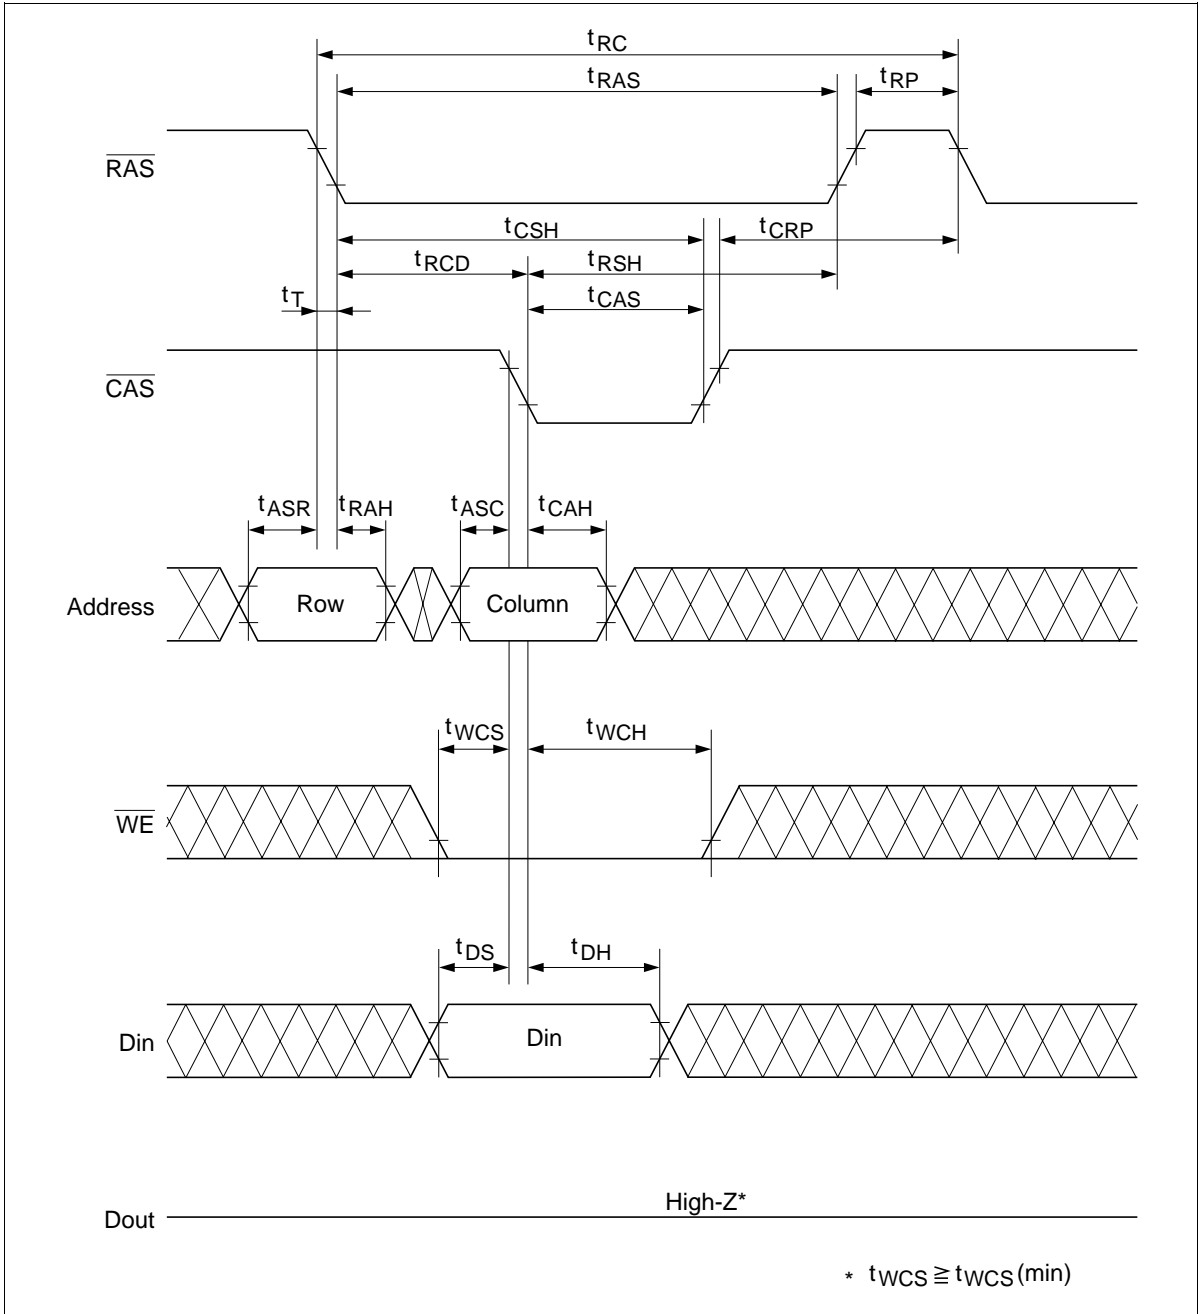 tRC
tRAS
tRP
RAS
tCSH
tCRP
tRCD
tRSH
tT
tCAS
CAS
tASR
tRAH
tASC
tCAH
Address
Row
Column
tWCS
tWCH
WE
tDS
tDH
Din
Din
High-Z*
Dout
* tWCS ≧ tWCS(min)